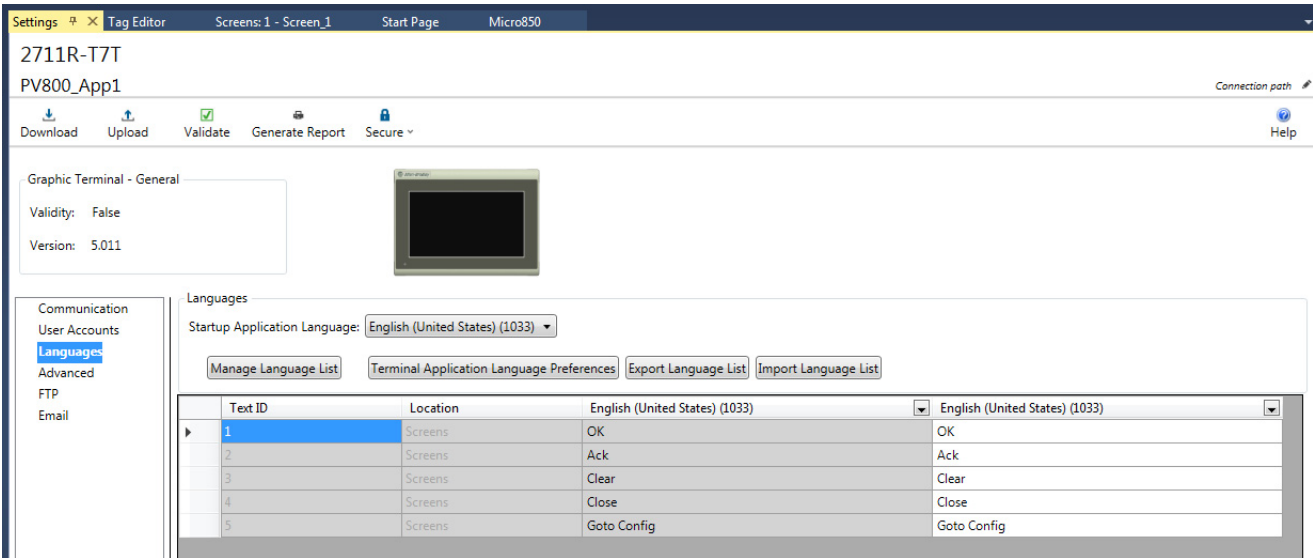 Settings Tag Editor Screens: 1 - Screen_1 Start Page Micro850
2711R-T7T
PV800_App1
Connection path
Download Upload Validate Generate Report Secure Help
Graphic Terminal - General
Validity: False
Version: 5.011
Communication
User Accounts
Languages
Advanced
FTP
Email
Languages
Startup Application Language: English (United States) (1033)
Manage Language List Terminal Application Language Preferences Export Language List Import Language List
Text ID Location English (United States) (1033) English (United States) (1033)
1 Screens OK OK
2 Screens Ack Ack
3 Screens Clear Clear
4 Screens Close Close
5 Screens Goto Config Goto Config